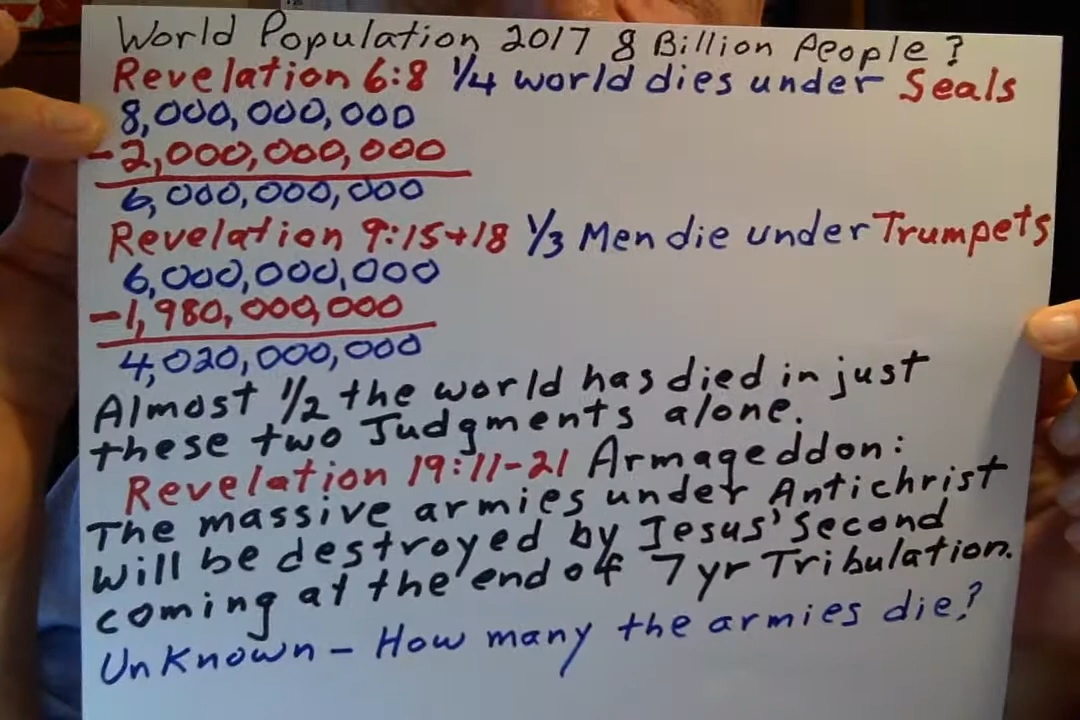 World Population 2017 8 Billion People?
Revelation 6:8 1/4 world dies under Seals
8,000,000,000
-2,000,000,000
6,000,000,000
Revelation 9:15+18 1/3 Men die under Trumpets
6,000,000,000
-1,980,000,000
4,020,000,000
Almost 1/2 the world has died in just
these two Judgments alone.
Revelation 19:11-21 Armageddon:
The massive armies under Antichrist
will be destroyed by Jesus' Second
coming at the end of 7 yr Tribulation.
UnKnown - How many the armies die?